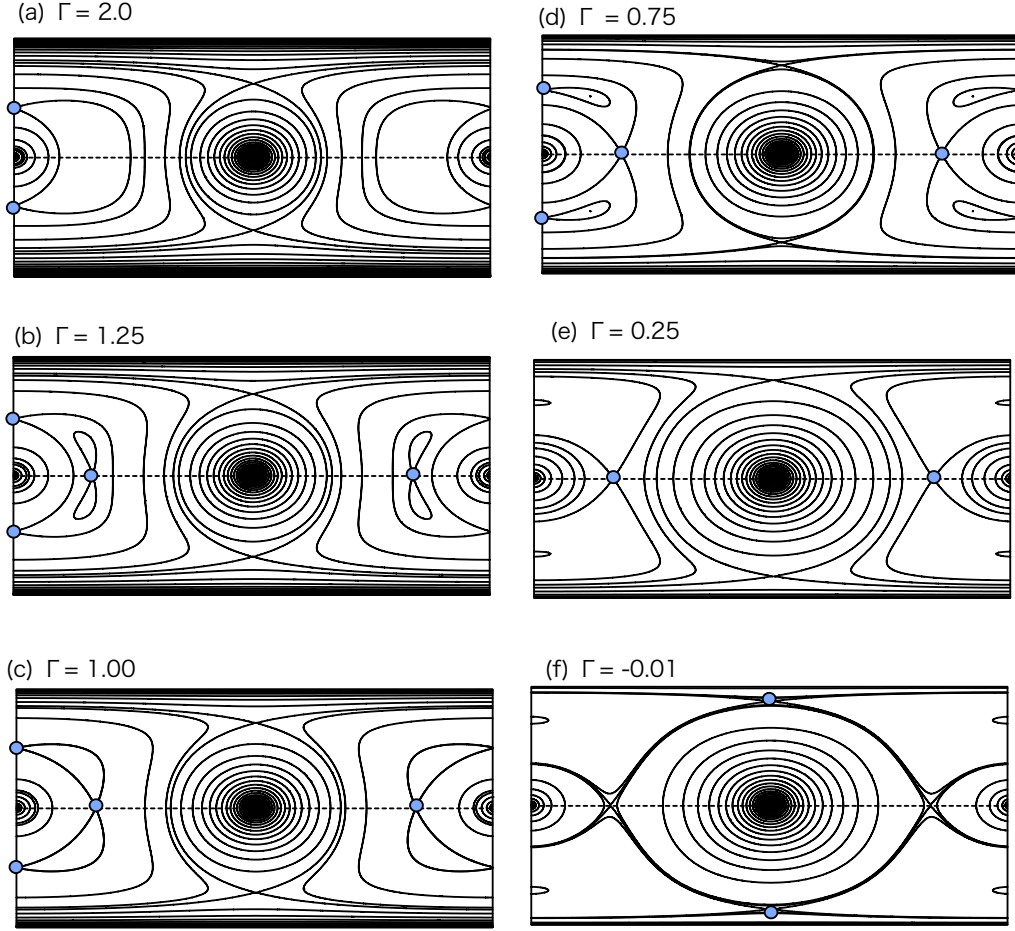 (a) Γ = 2.0
(b) Γ = 1.25
(c) Γ = 1.00
(d) Γ = 0.75
(e) Γ = 0.25
(f) Γ = -0.01